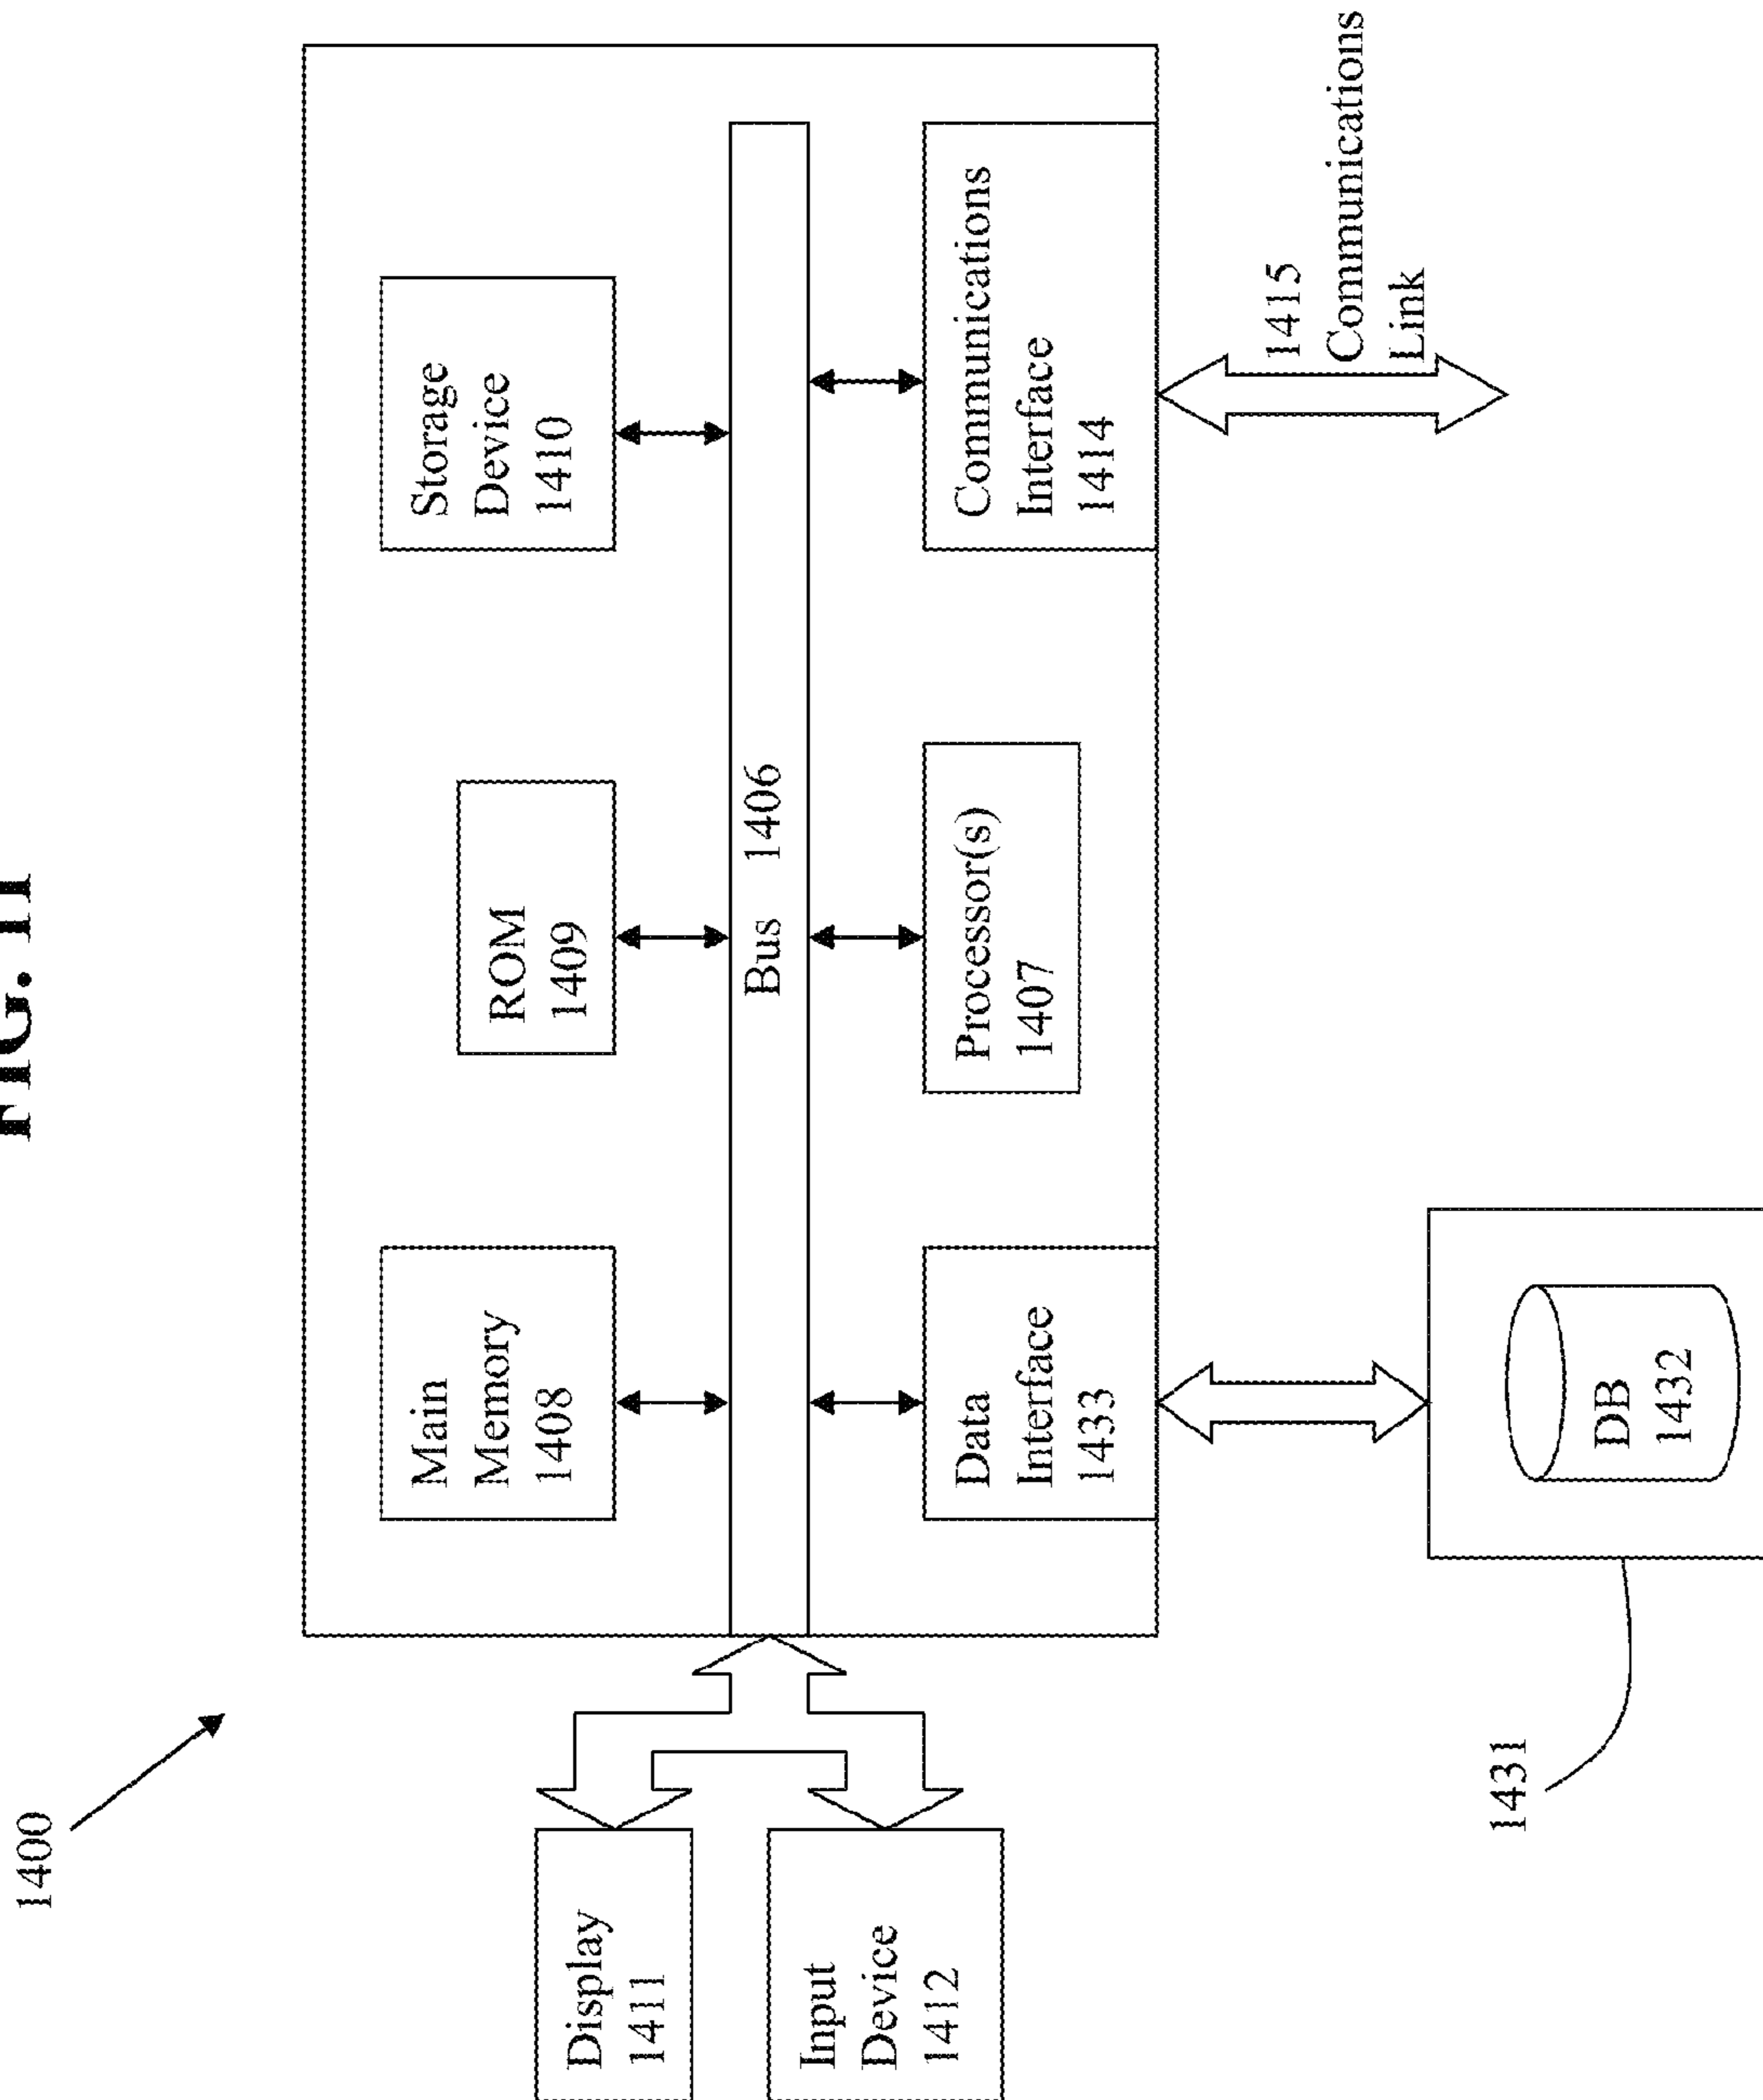 FIG. 11
1400
Main
Memory
1408
ROM
1409
Storage
Device
1410
Display
1411
Bus 1406
Input
Device
1412
Data
Interface
1433
Processor(s)
1407
Communications
Interface
1414
1415
Communications
Link
1431
DB
1432